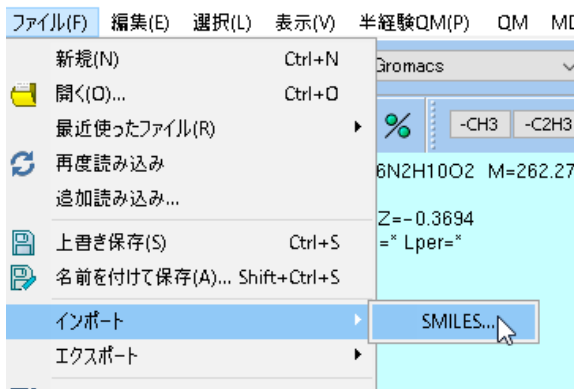 ファイル(F) 編集(E) 選択(L) 表示(V) 半経験QM(P) QM
新規(N) Ctrl+N
Gromacs
開く(O)... Ctrl+O
最近使ったファイル(R)
-CH3 -C2H3
再度読み込み
6N2H10O2 M=262.27
追加読み込み...
Z=-0.3694
上書き保存(S) Ctrl+S
=* Lper=*
名前を付けて保存(A)... Shift+Ctrl+S
インポート SMILES...
エクスポート